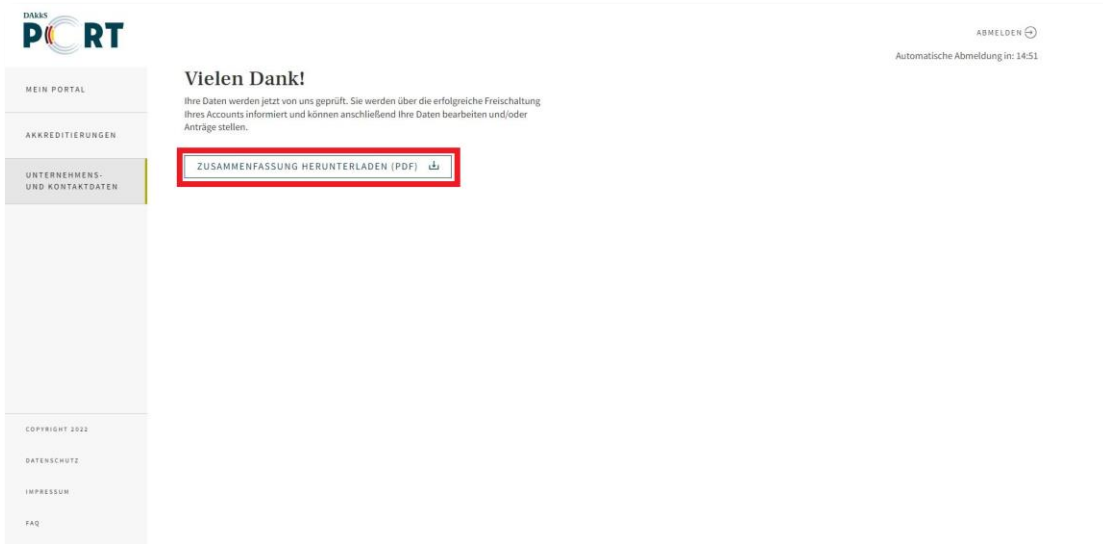 DAkkS
PORT
ABMELDEN
Automatische Abmeldung in: 14:51
MEIN PORTAL
AKKREDITIERUNGEN
UNTERNEHMENS-
UND KONTAKTDATEN
Vielen Dank!
Ihre Daten werden jetzt von uns geprüft. Sie werden über die erfolgreiche Freischaltung
Ihres Accounts informiert und können anschließend Ihre Daten bearbeiten und/oder
Anträge stellen.
ZUSAMMENFASSUNG HERUNTERLADEN (PDF)
COPYRIGHT 2022
DATENSCHUTZ
IMPRESSUM
FAQ